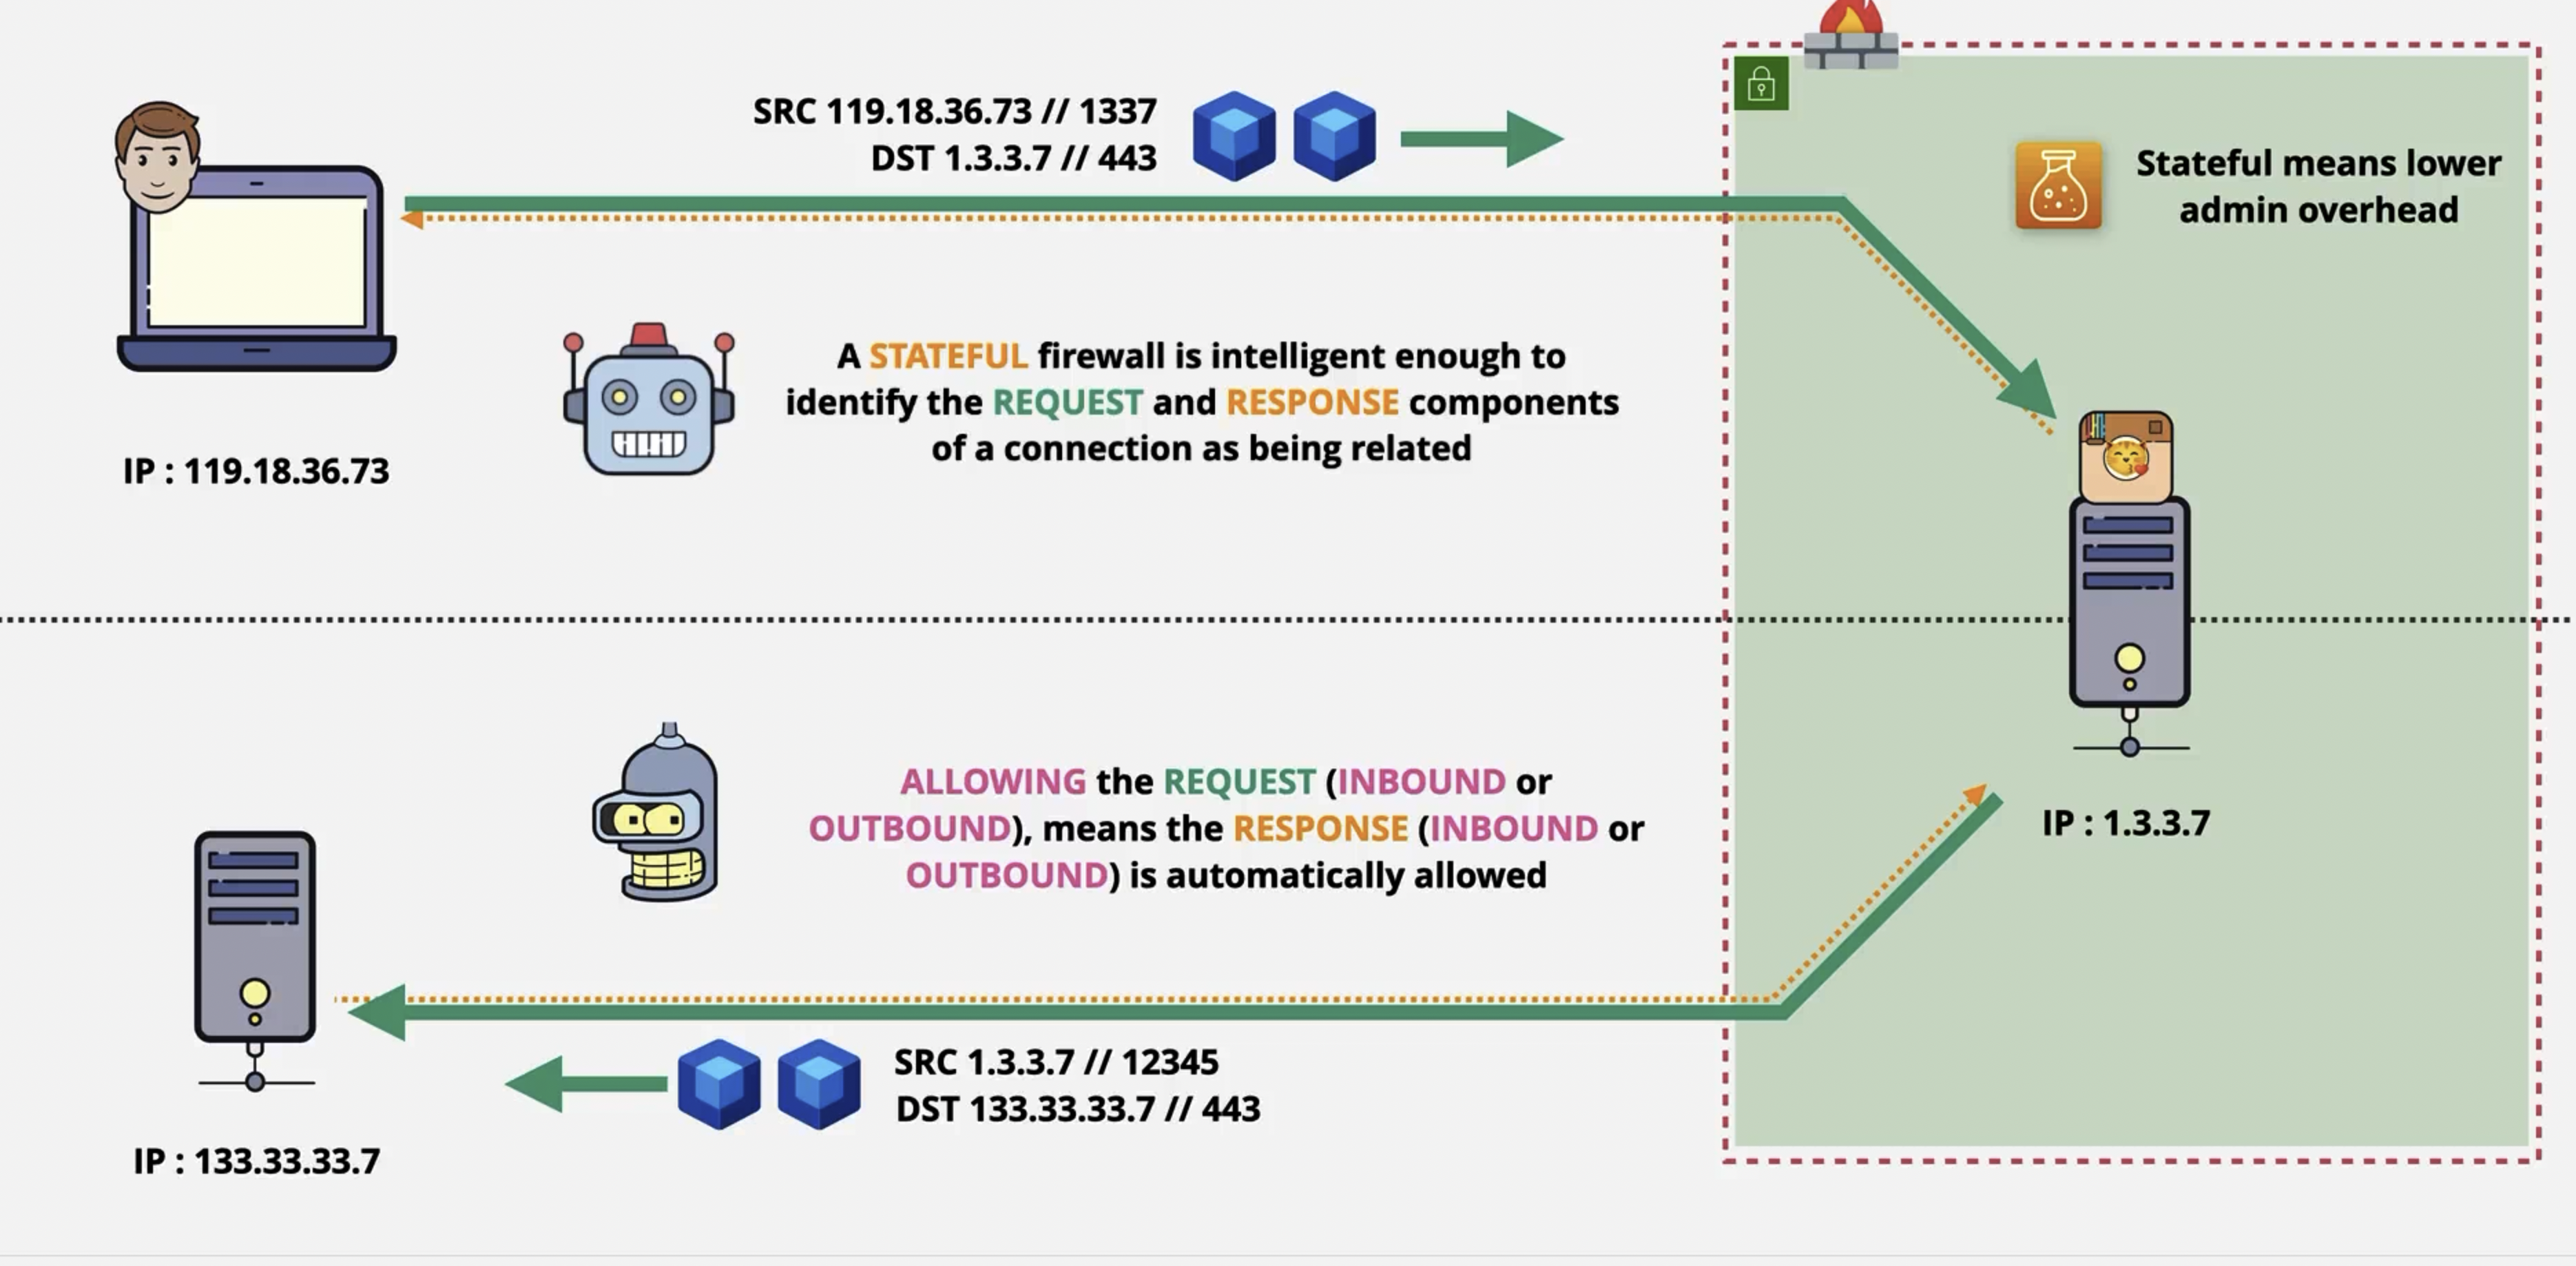 SRC 119.18.36.73 // 1337
DST 1.3.3.7 // 443
Stateful means lower
admin overhead
A STATEFUL firewall is intelligent enough to
identify the REQUEST and RESPONSE components
of a connection as being related
IP : 119.18.36.73
ALLOWING the REQUEST (INBOUND or
OUTBOUND), means the RESPONSE (INBOUND or
OUTBOUND) is automatically allowed
IP : 1.3.3.7
SRC 1.3.3.7 // 12345
DST 133.33.33.7 // 443
IP : 133.33.33.7